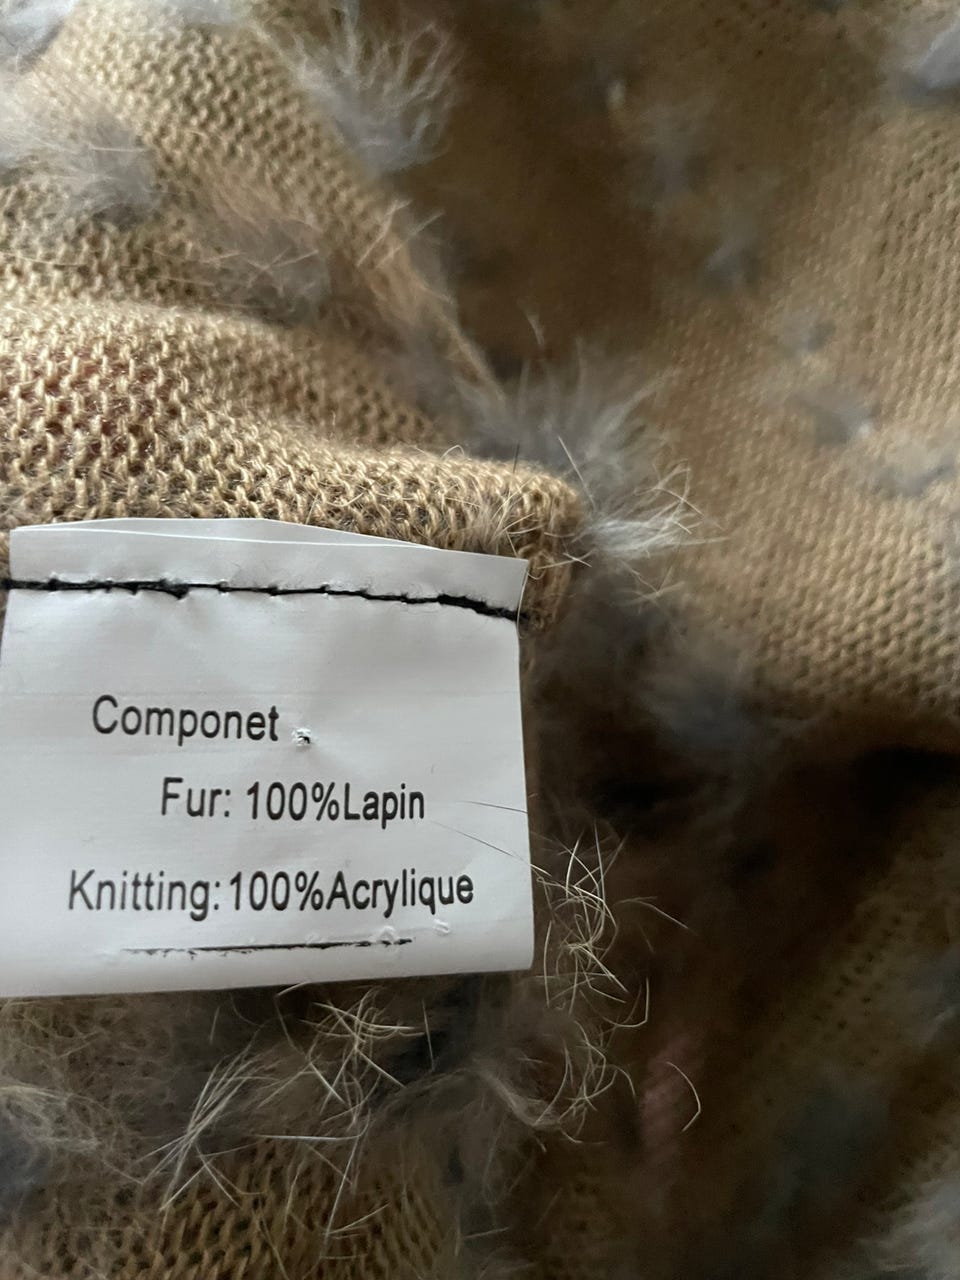 Componet
Fur: 100%Lapin
Knitting:100%Acrylique